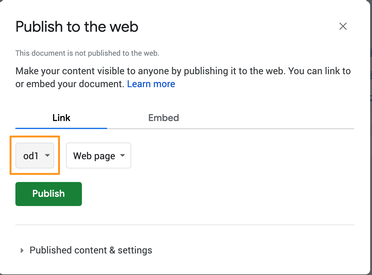 Publish to the web
This document is not published to the web.
Make your content visible to anyone by publishing it to the web. You can link to
or embed your document. Learn more
Link Embed
od1 Web page
Publish
Published content & settings